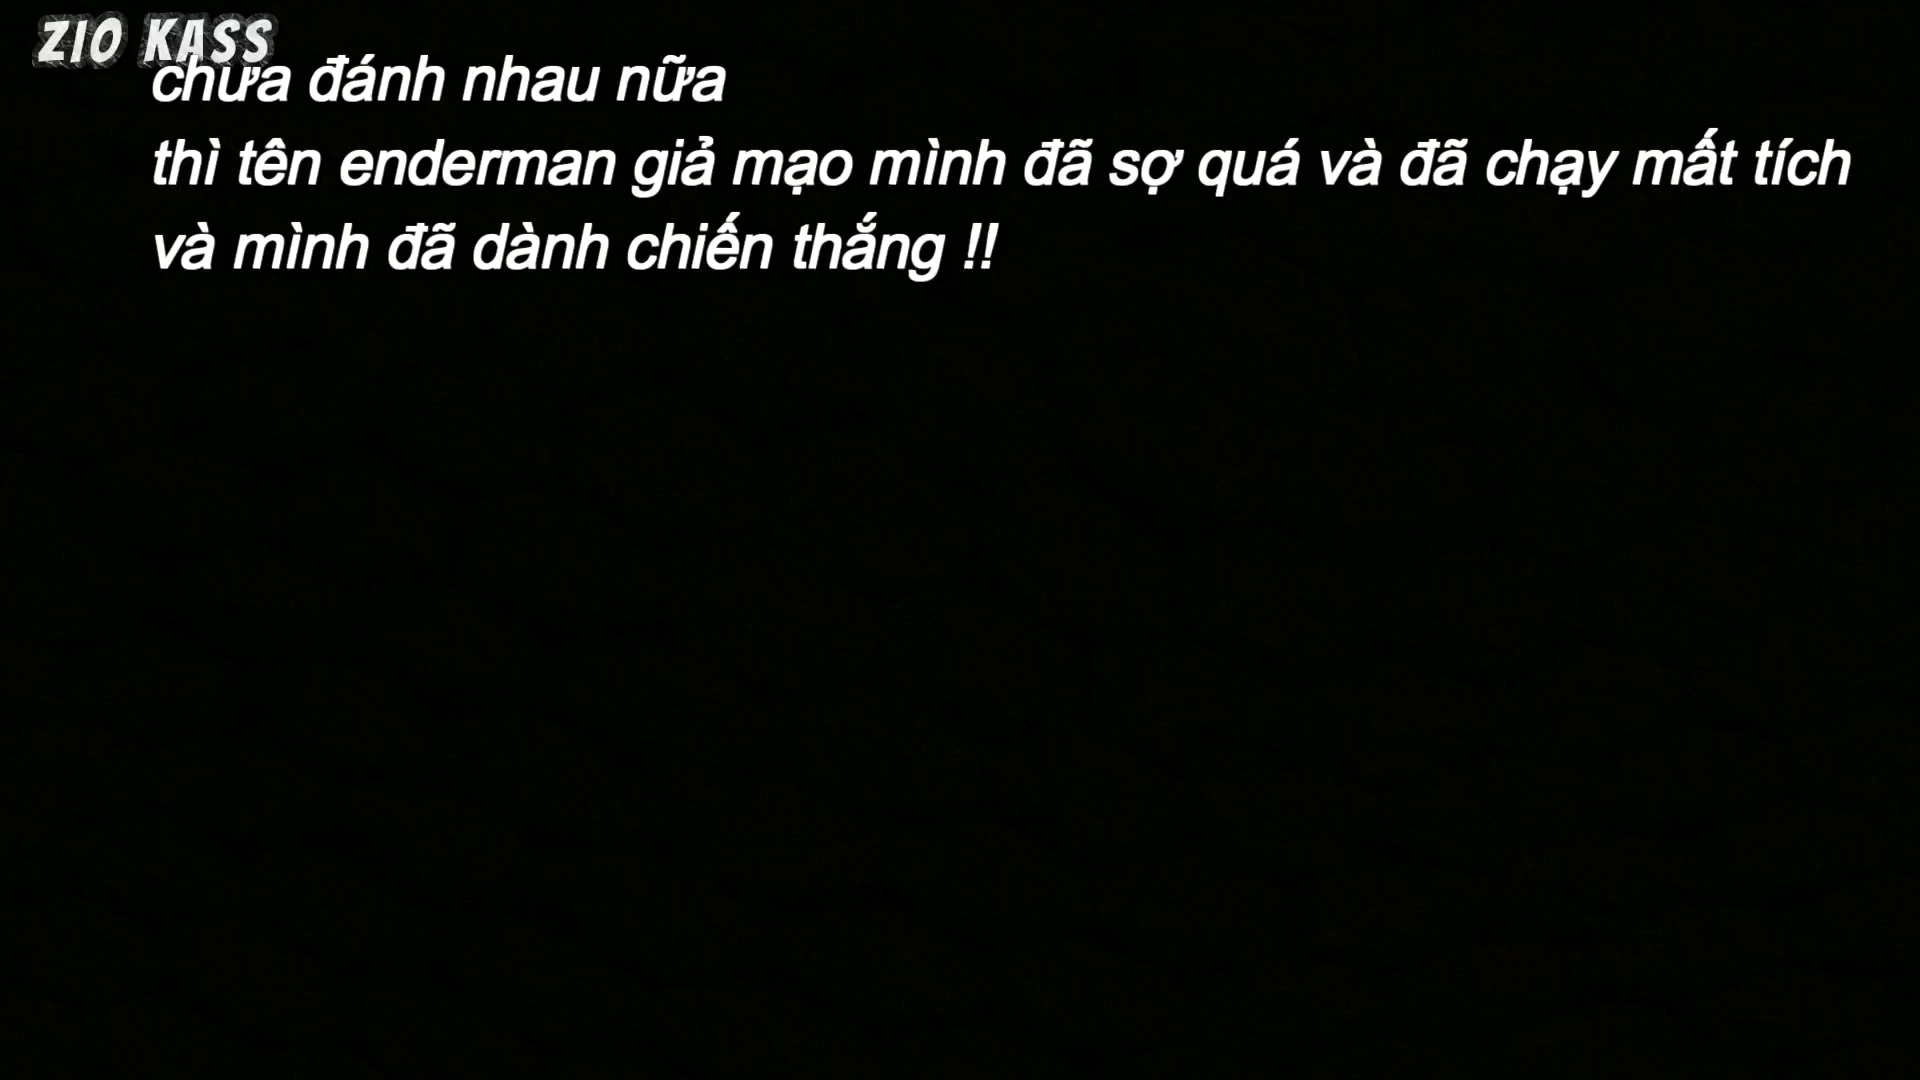 ZIO KASS
chưa đánh nhau nữa
thì tên enderman giả mạo mình đã sợ quá và đã chạy mất tích
và mình đã dành chiến thắng !!